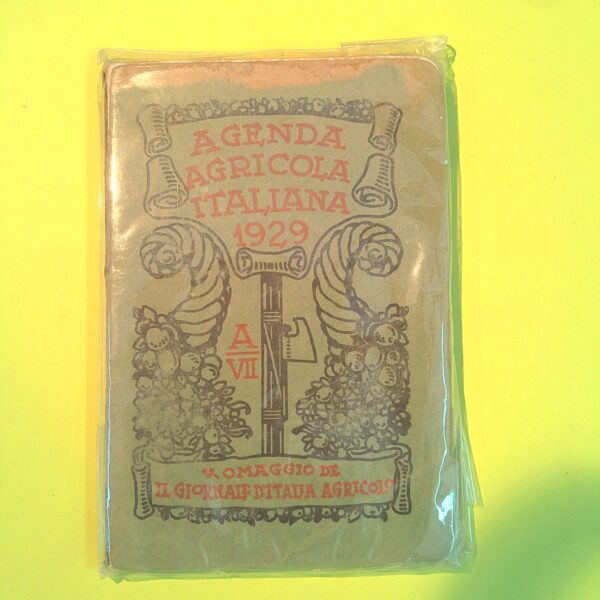 AGENDA
AGRICOLA
ITALIANA
1929
A
VII
OMAGGIO DE
IL GIORNALE D'ITALIA AGRICOLO